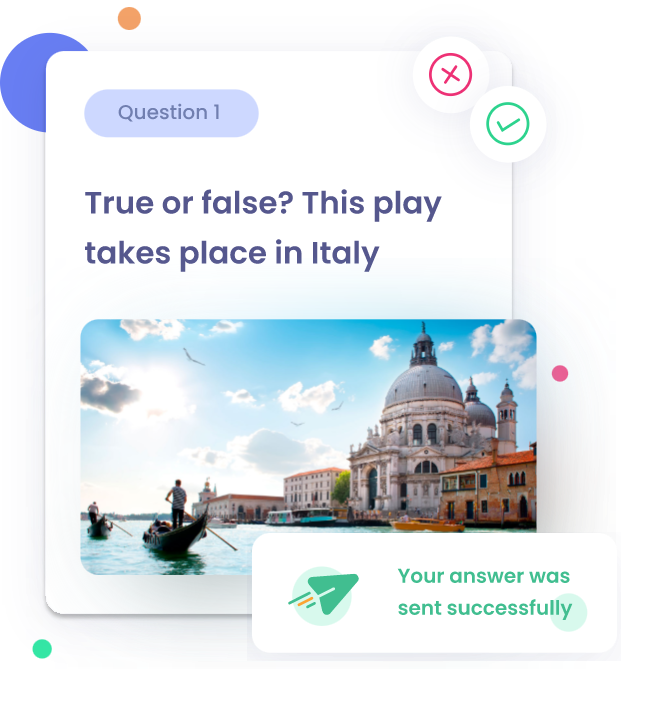 Question 1
True or false? This play
takes place in Italy
Your answer was
sent successfully